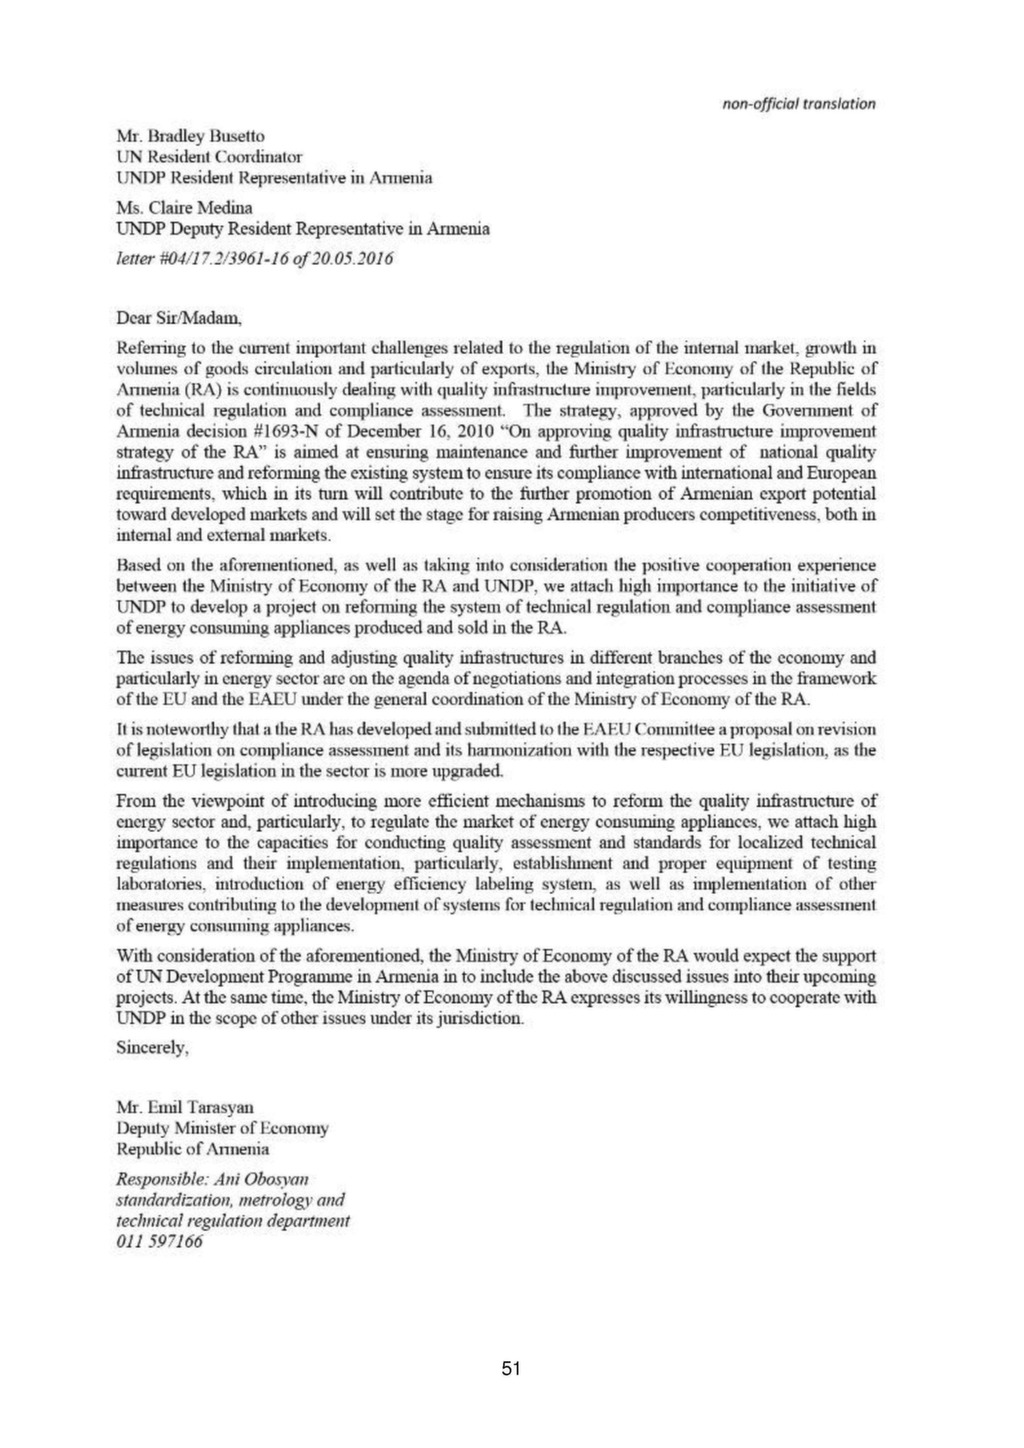 non-official translation
Mr. Bradley Busetto
UN Resident Coordinator
UNDP Resident Representative in Armenia
Ms. Claire Medina
UNDP Deputy Resident Representative in Armenia
letter #04/17.2/3961-16 of 20.05.2016
Dear Sir/Madam,
Referring to the current important challenges related to the regulation of the internal market, growth in
volumes of goods circulation and particularly of exports, the Ministry of Economy of the Republic of
Armenia (RA) is continuously dealing with quality infrastructure improvement, particularly in the fields
of technical regulation and compliance assessment. The strategy, approved by the Government of
Armenia decision #1693-N of December 16, 2010 “On approving quality infrastructure improvement
strategy of the RA” is aimed at ensuring maintenance and further improvement of national quality
infrastructure and reforming the existing system to ensure its compliance with international and European
requirements, which in its turn will contribute to the further promotion of Armenian export potential
toward developed markets and will set the stage for raising Armenian producers competitiveness, both in
internal and external markets.
Based on the aforementioned, as well as taking into consideration the positive cooperation experience
between the Ministry of Economy of the RA and UNDP, we attach high importance to the initiative of
UNDP to develop a project on reforming the system of technical regulation and compliance assessment
of energy consuming appliances produced and sold in the RA.
The issues of reforming and adjusting quality infrastructures in different branches of the economy and
particularly in energy sector are on the agenda of negotiations and integration processes in the framework
of the EU and the EAEU under the general coordination of the Ministry of Economy of the RA.
It is noteworthy that a the RA has developed and submitted to the EAEU Committee a proposal on revision
of legislation on compliance assessment and its harmonization with the respective EU legislation, as the
current EU legislation in the sector is more upgraded.
From the viewpoint of introducing more efficient mechanisms to reform the quality infrastructure of
energy sector and, particularly, to regulate the market of energy consuming appliances, we attach high
importance to the capacities for conducting quality assessment and standards for localized technical
regulations and their implementation, particularly, establishment and proper equipment of testing
laboratories, introduction of energy efficiency labeling system, as well as implementation of other
measures contributing to the development of systems for technical regulation and compliance assessment
of energy consuming appliances.
With consideration of the aforementioned, the Ministry of Economy of the RA would expect the support
of UN Development Programme in Armenia in to include the above discussed issues into their upcoming
projects. At the same time, the Ministry of Economy of the RA expresses its willingness to cooperate with
UNDP in the scope of other issues under its jurisdiction.
Sincerely,
Mr. Emil Tarasyan
Deputy Minister of Economy
Republic of Armenia
Responsible: Ani Obosyan
standardization, metrology and
technical regulation department
011 597166
51